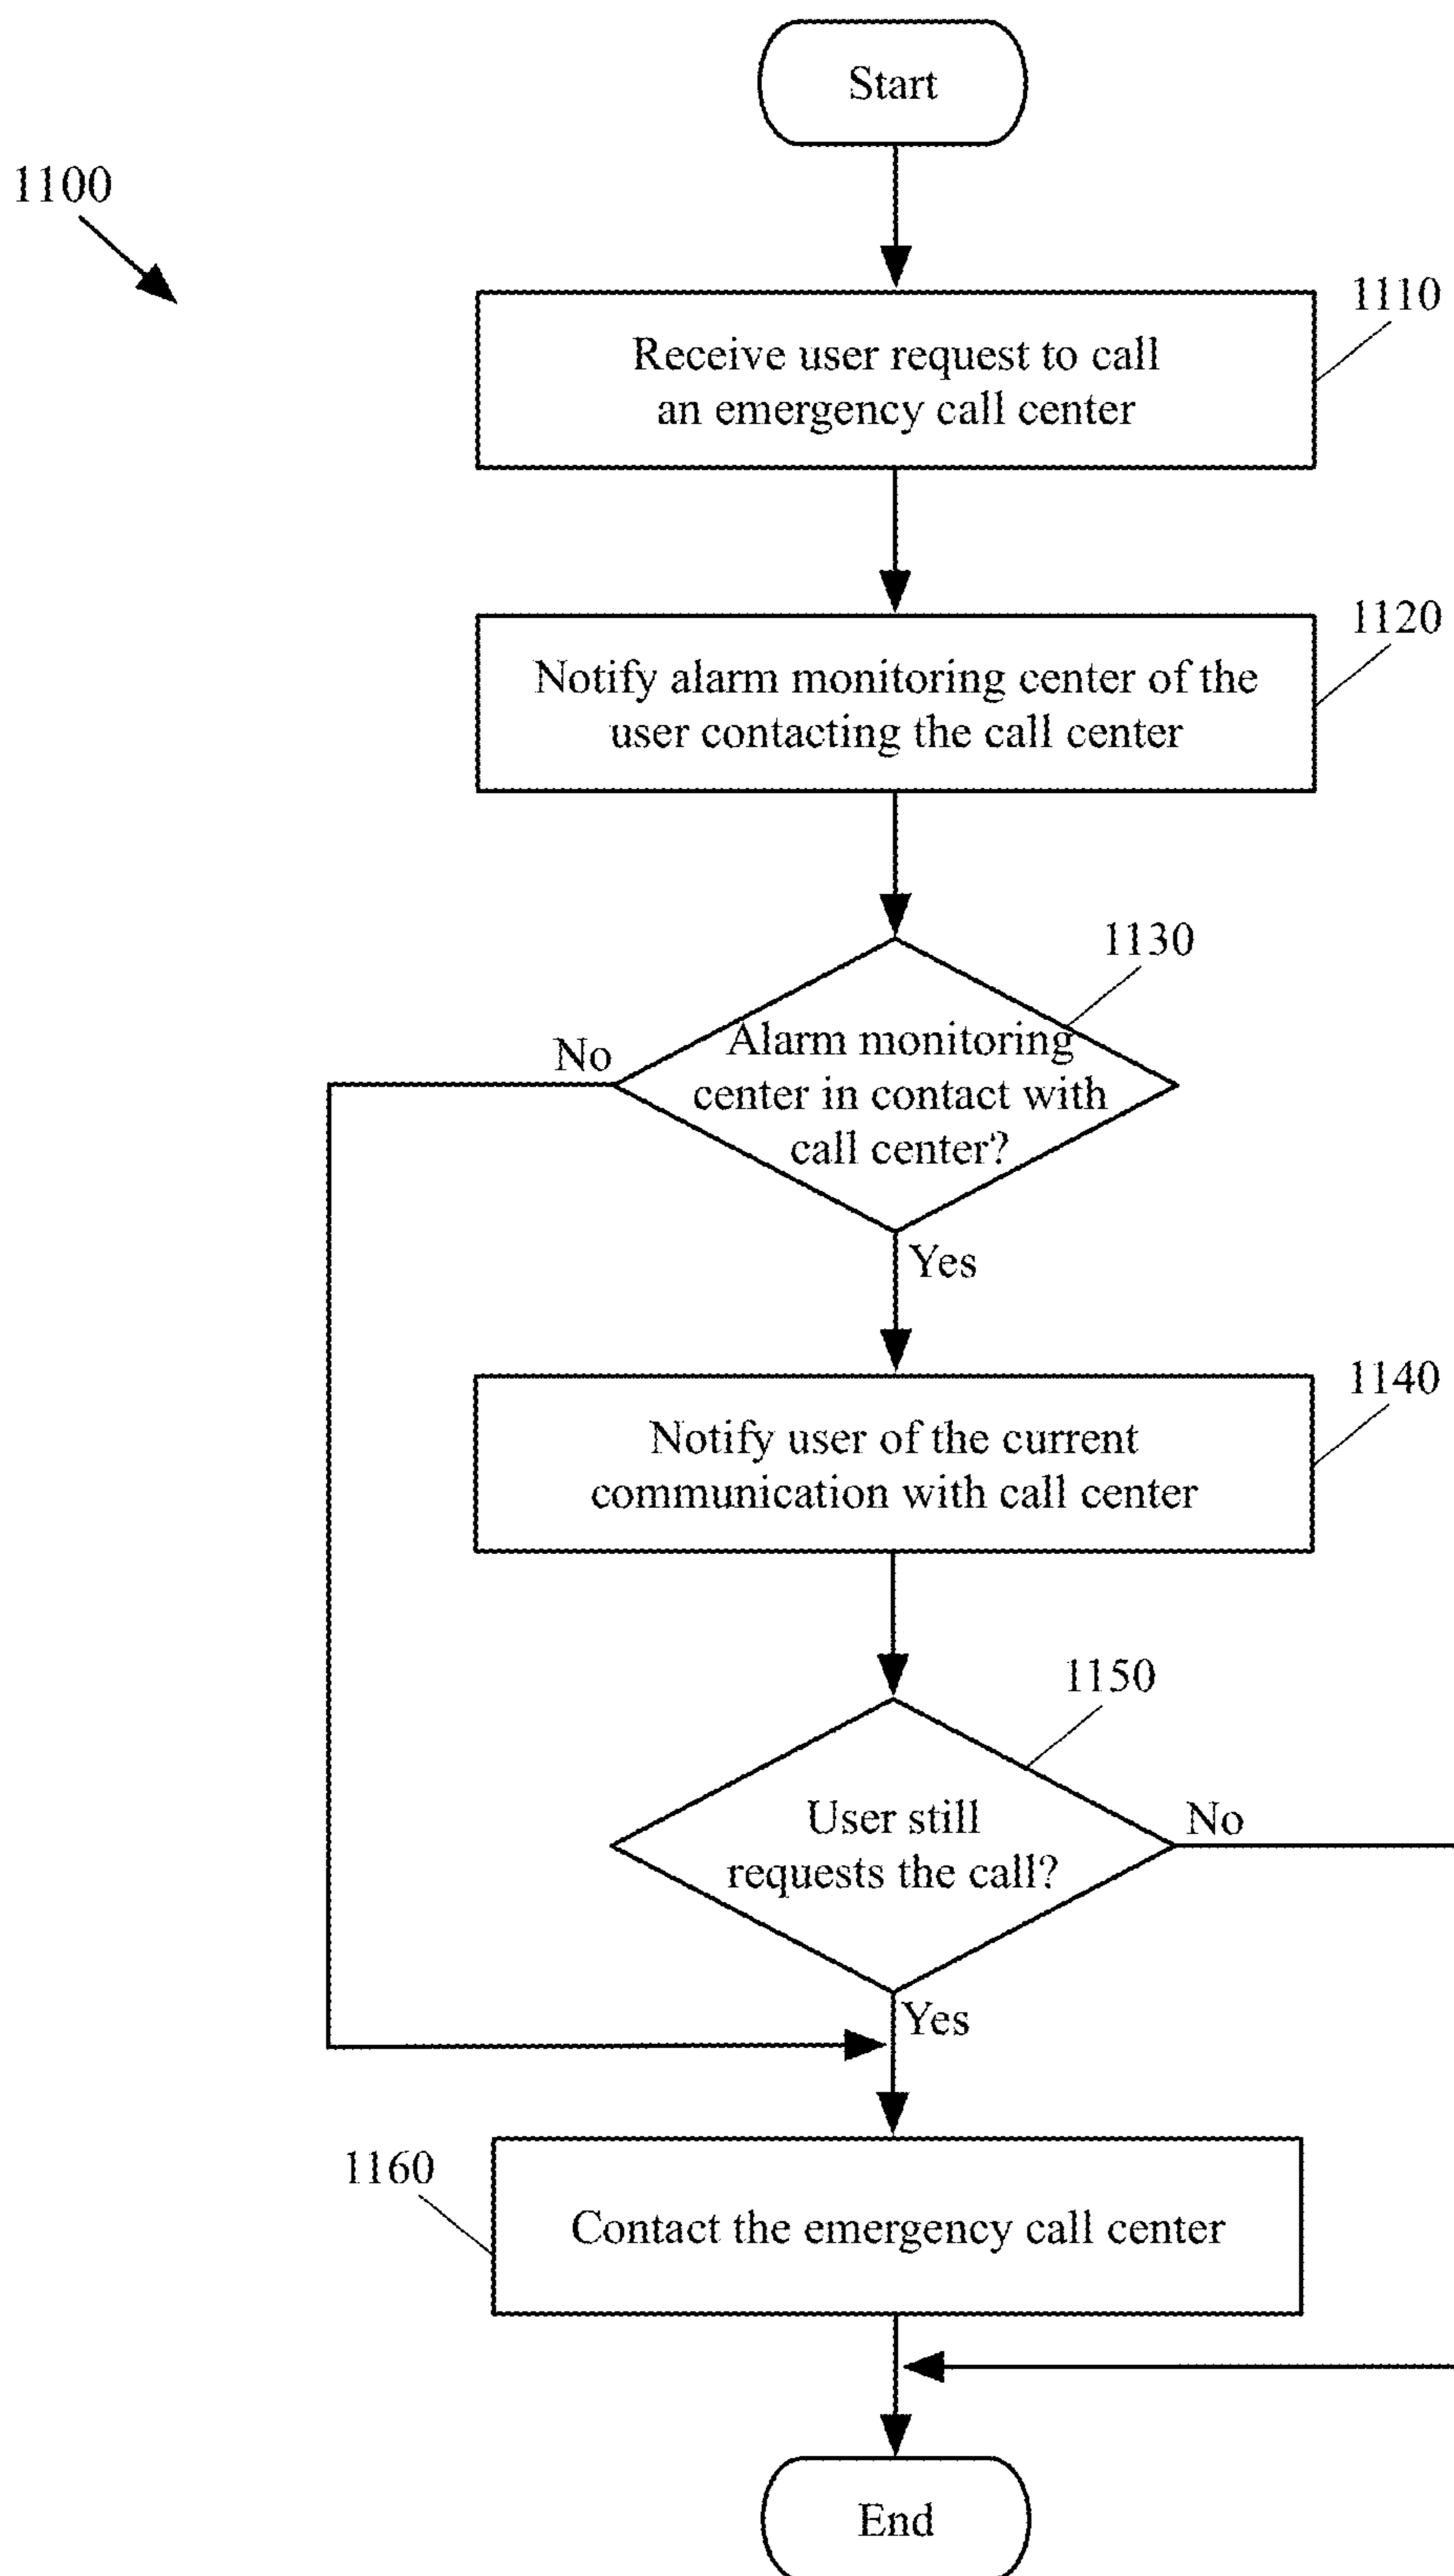 Start
1100
1110
Receive user request to call
an emergency call center
1120
Notify alarm monitoring center of the
user contacting the call center
1130
No
Alarm monitoring
center in contact with
call center?
Yes
1140
Notify user of the current
communication with call center
1150
User still
requests the call?
No
Yes
1160
Contact the emergency call center
End